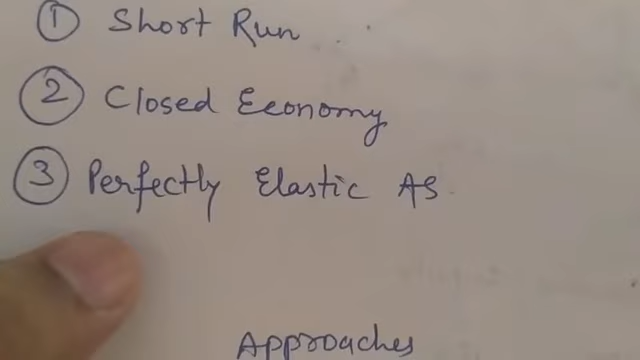 ① Short Run
② Closed Economy
③ Perfectly Elastic AS
Approaches